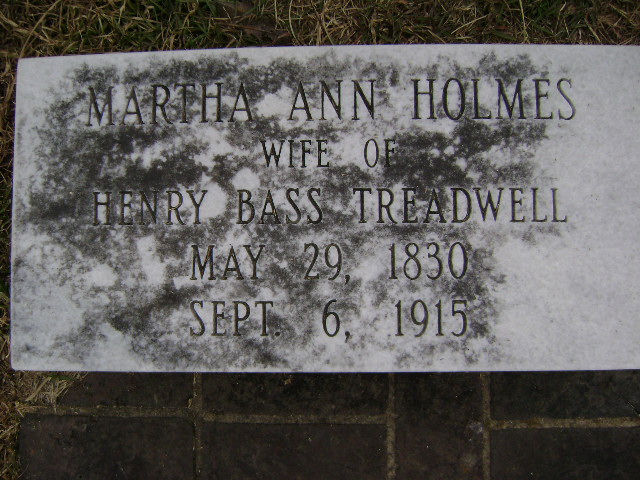 MARTHA ANN HOLMES
WIFE OF
HENRY BASS TREADWELL
MAY 29, 1830
SEPT. 6, 1915